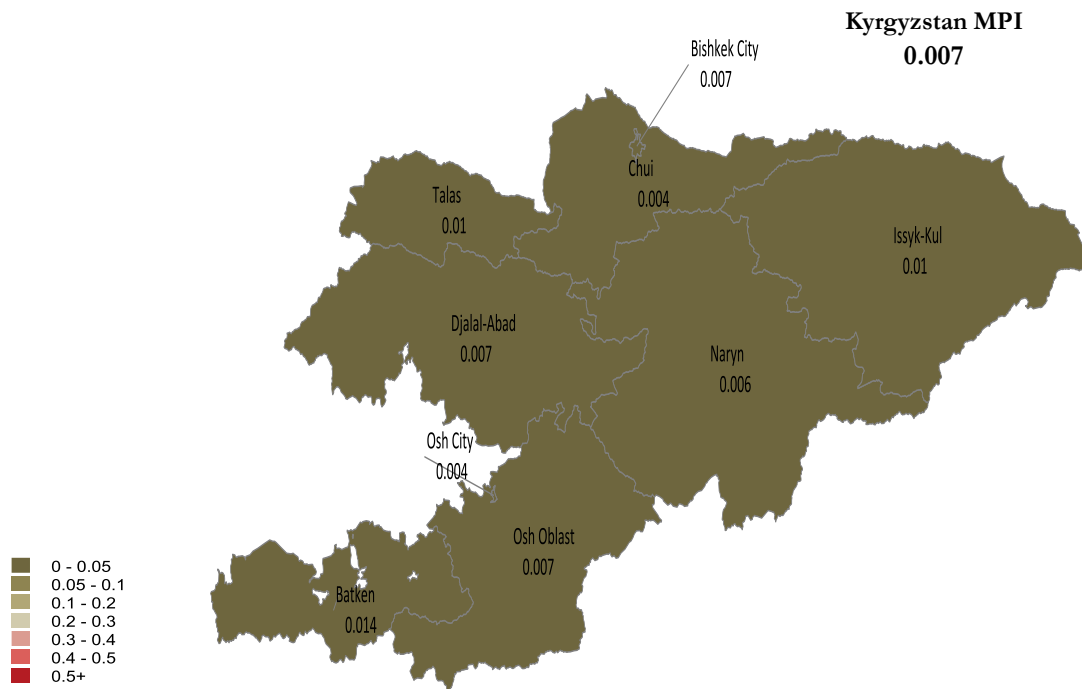 Kyrgyzstan MPI
0.007
Bishkek City
0.007
Chui
0.004
Talas
0.01
Issyk-Kul
0.01
Djalal-Abad
0.007
Naryn
0.006
Osh City
0.004
Osh Oblast
0.007
Batken
0.014
0 - 0.05
0.05 - 0.1
0.1 - 0.2
0.2 - 0.3
0.3 - 0.4
0.4 - 0.5
0.5+